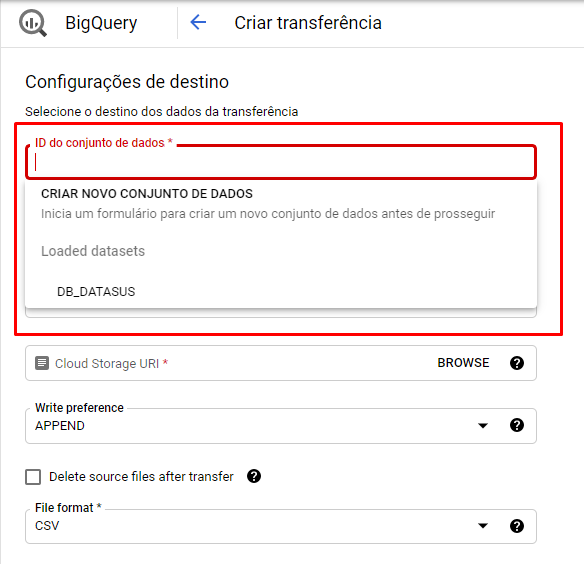 BigQuery
Criar transferência
Configurações de destino
Selecione o destino dos dados da transferência
ID do conjunto de dados *
CRIAR NOVO CONJUNTO DE DADOS
Inicia um formulário para criar um novo conjunto de dados antes de prosseguir
Loaded datasets
DB_DATASUS
Cloud Storage URI *
BROWSE
Write preference
APPEND
Delete source files after transfer
File format *
CSV